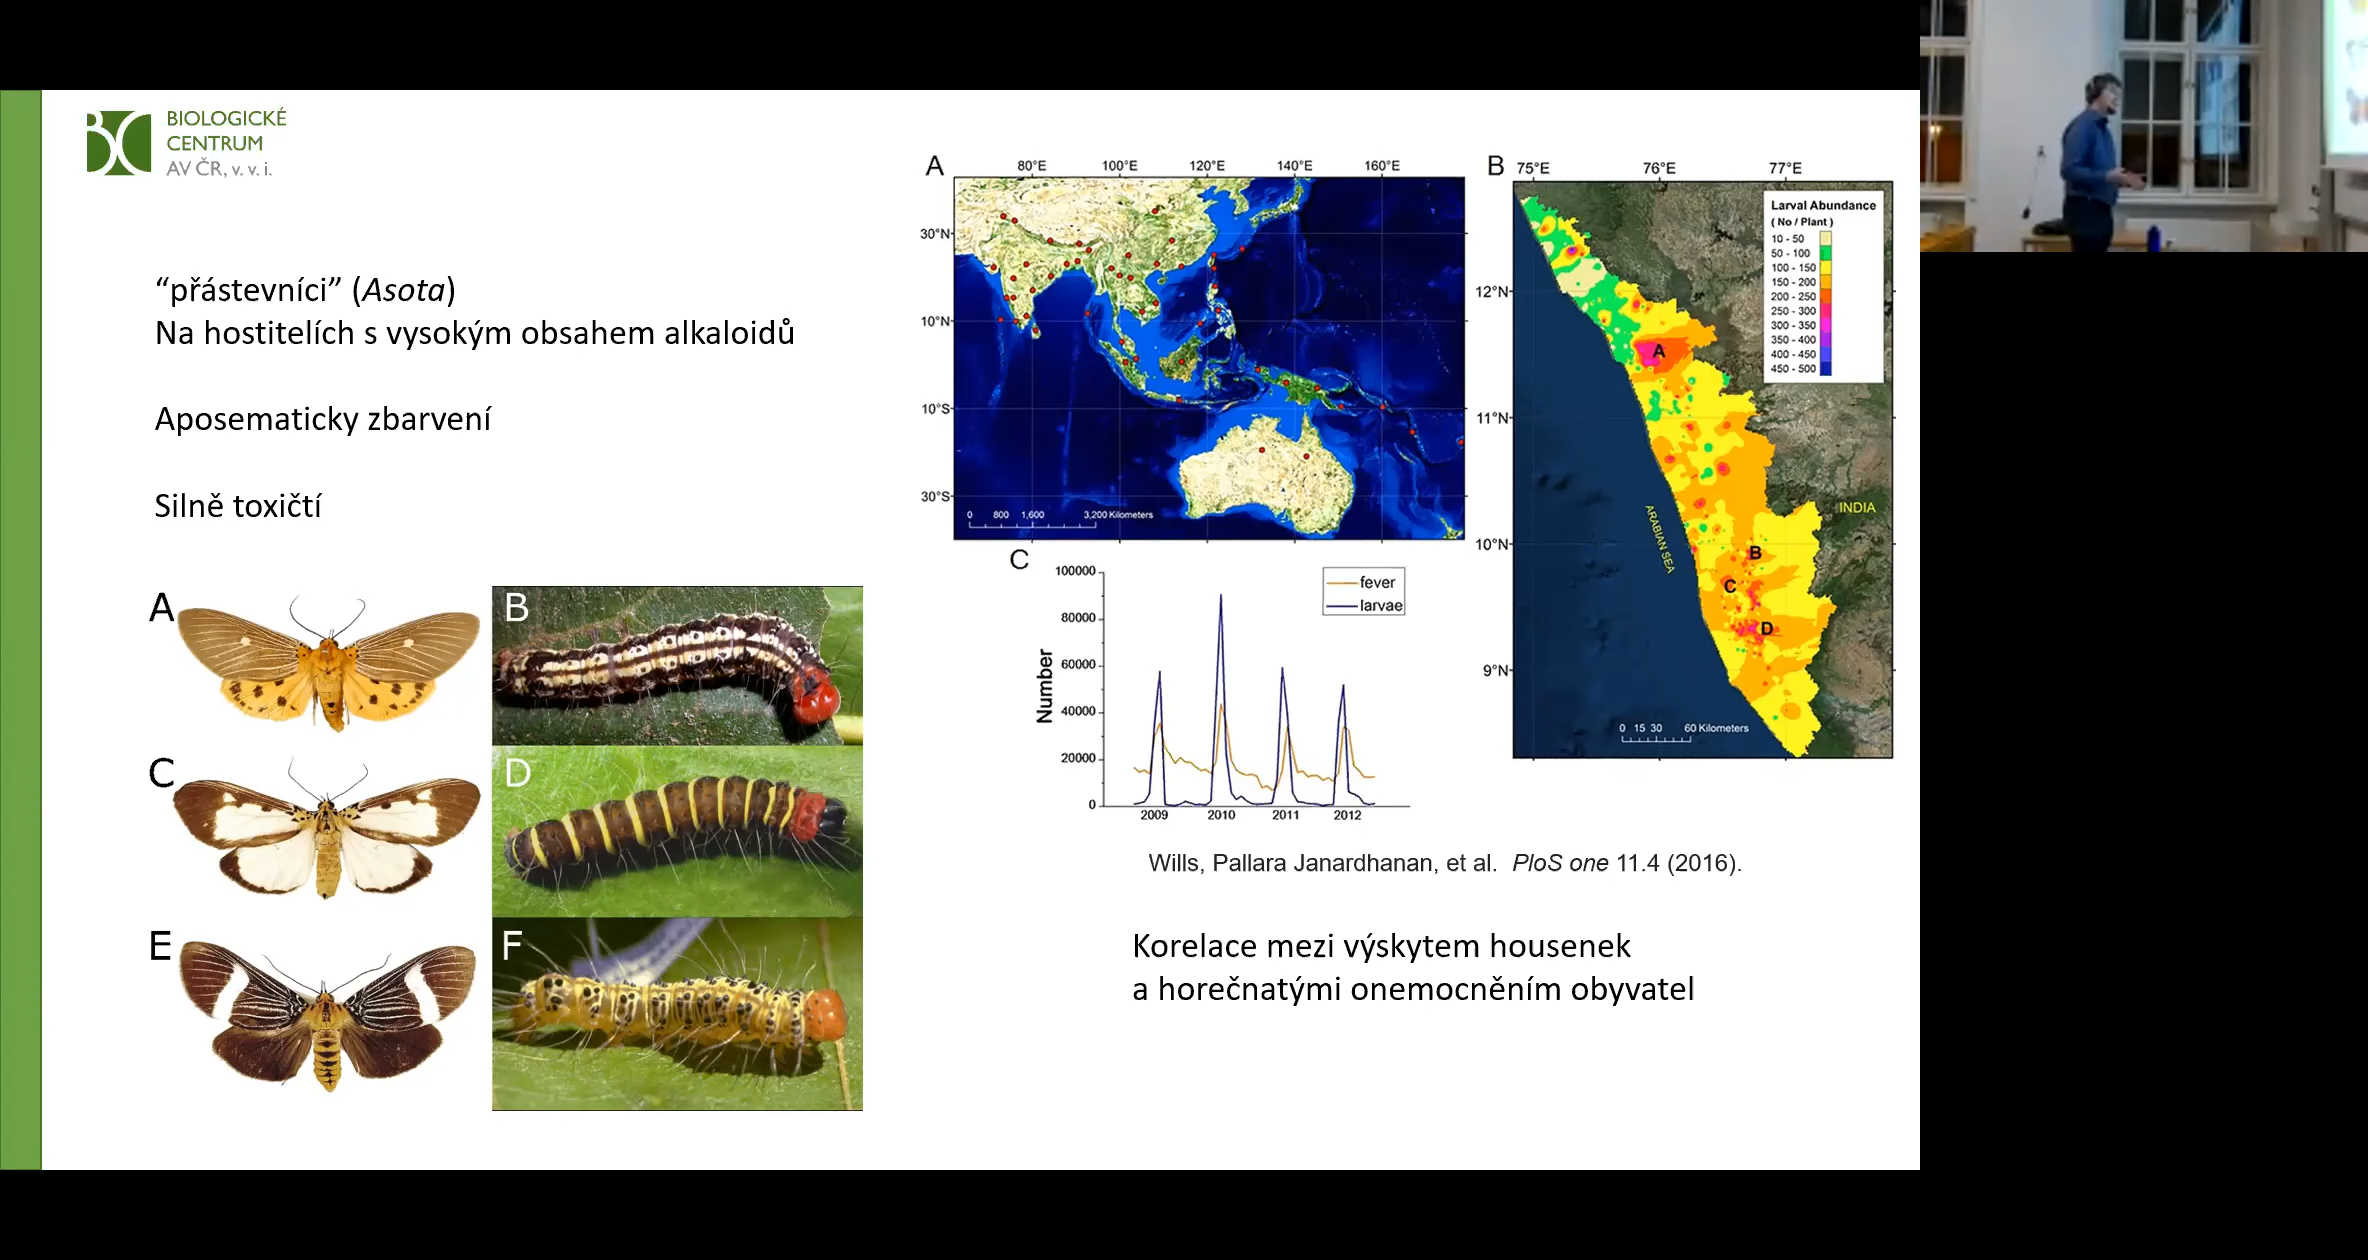 BIOLOGICKÉ
CENTRUM
AV ČR, v. v. i.
“přástevníci” (Asota)
Na hostitelích s vysokým obsahem alkaloidů
Aposematicky zbarvení
Silně toxičtí
A
B
C
D
E
F
A
80°E 100°E 120°E 140°E 160°E
30°N
10°N
10°S
30°S
0 800 1,600 3,200 Kilometers
B
75°E 76°E 77°E
12°N
11°N
10°N
9°N
Larval Abundance
( No / Plant )
10 - 50
50 - 100
100 - 150
150 - 200
200 - 250
250 - 300
300 - 350
350 - 400
400 - 450
450 - 500
A
B
C
D
INDIA
ARABIAN SEA
0 15 30 60 Kilometers
C
Number
100000
80000
60000
40000
20000
0
2009 2010 2011 2012
fever
larvae
Wills, Pallara Janardhanan, et al. PloS one 11.4 (2016).
Korelace mezi výskytem housenek
a horečnatými onemocněním obyvatel